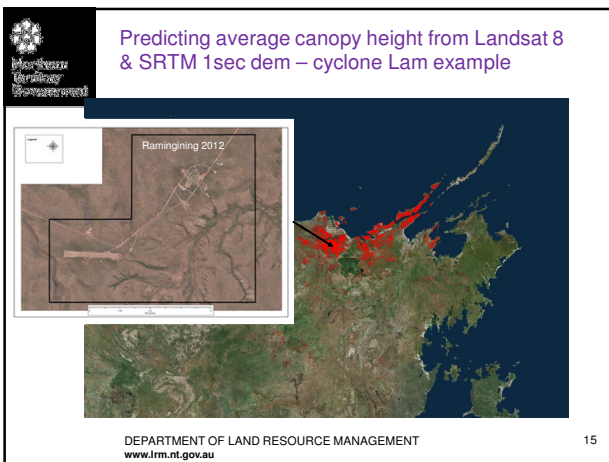 Northern
Territory
Government
Predicting average canopy height from Landsat 8
& SRTM 1sec dem – cyclone Lam example
Legend
Ramingining 2012
DEPARTMENT OF LAND RESOURCE MANAGEMENT
www.lrm.nt.gov.au
15